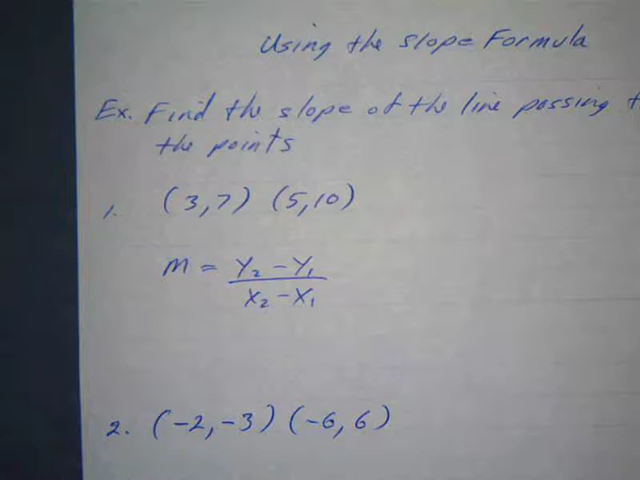 Using the slope Formula
Ex. Find the slope of the line passing
the points
1. (3,7) (5,10)
m = Y₂ - Y₁
X₂ - X₁
2. (-2,-3) (-6, 6)